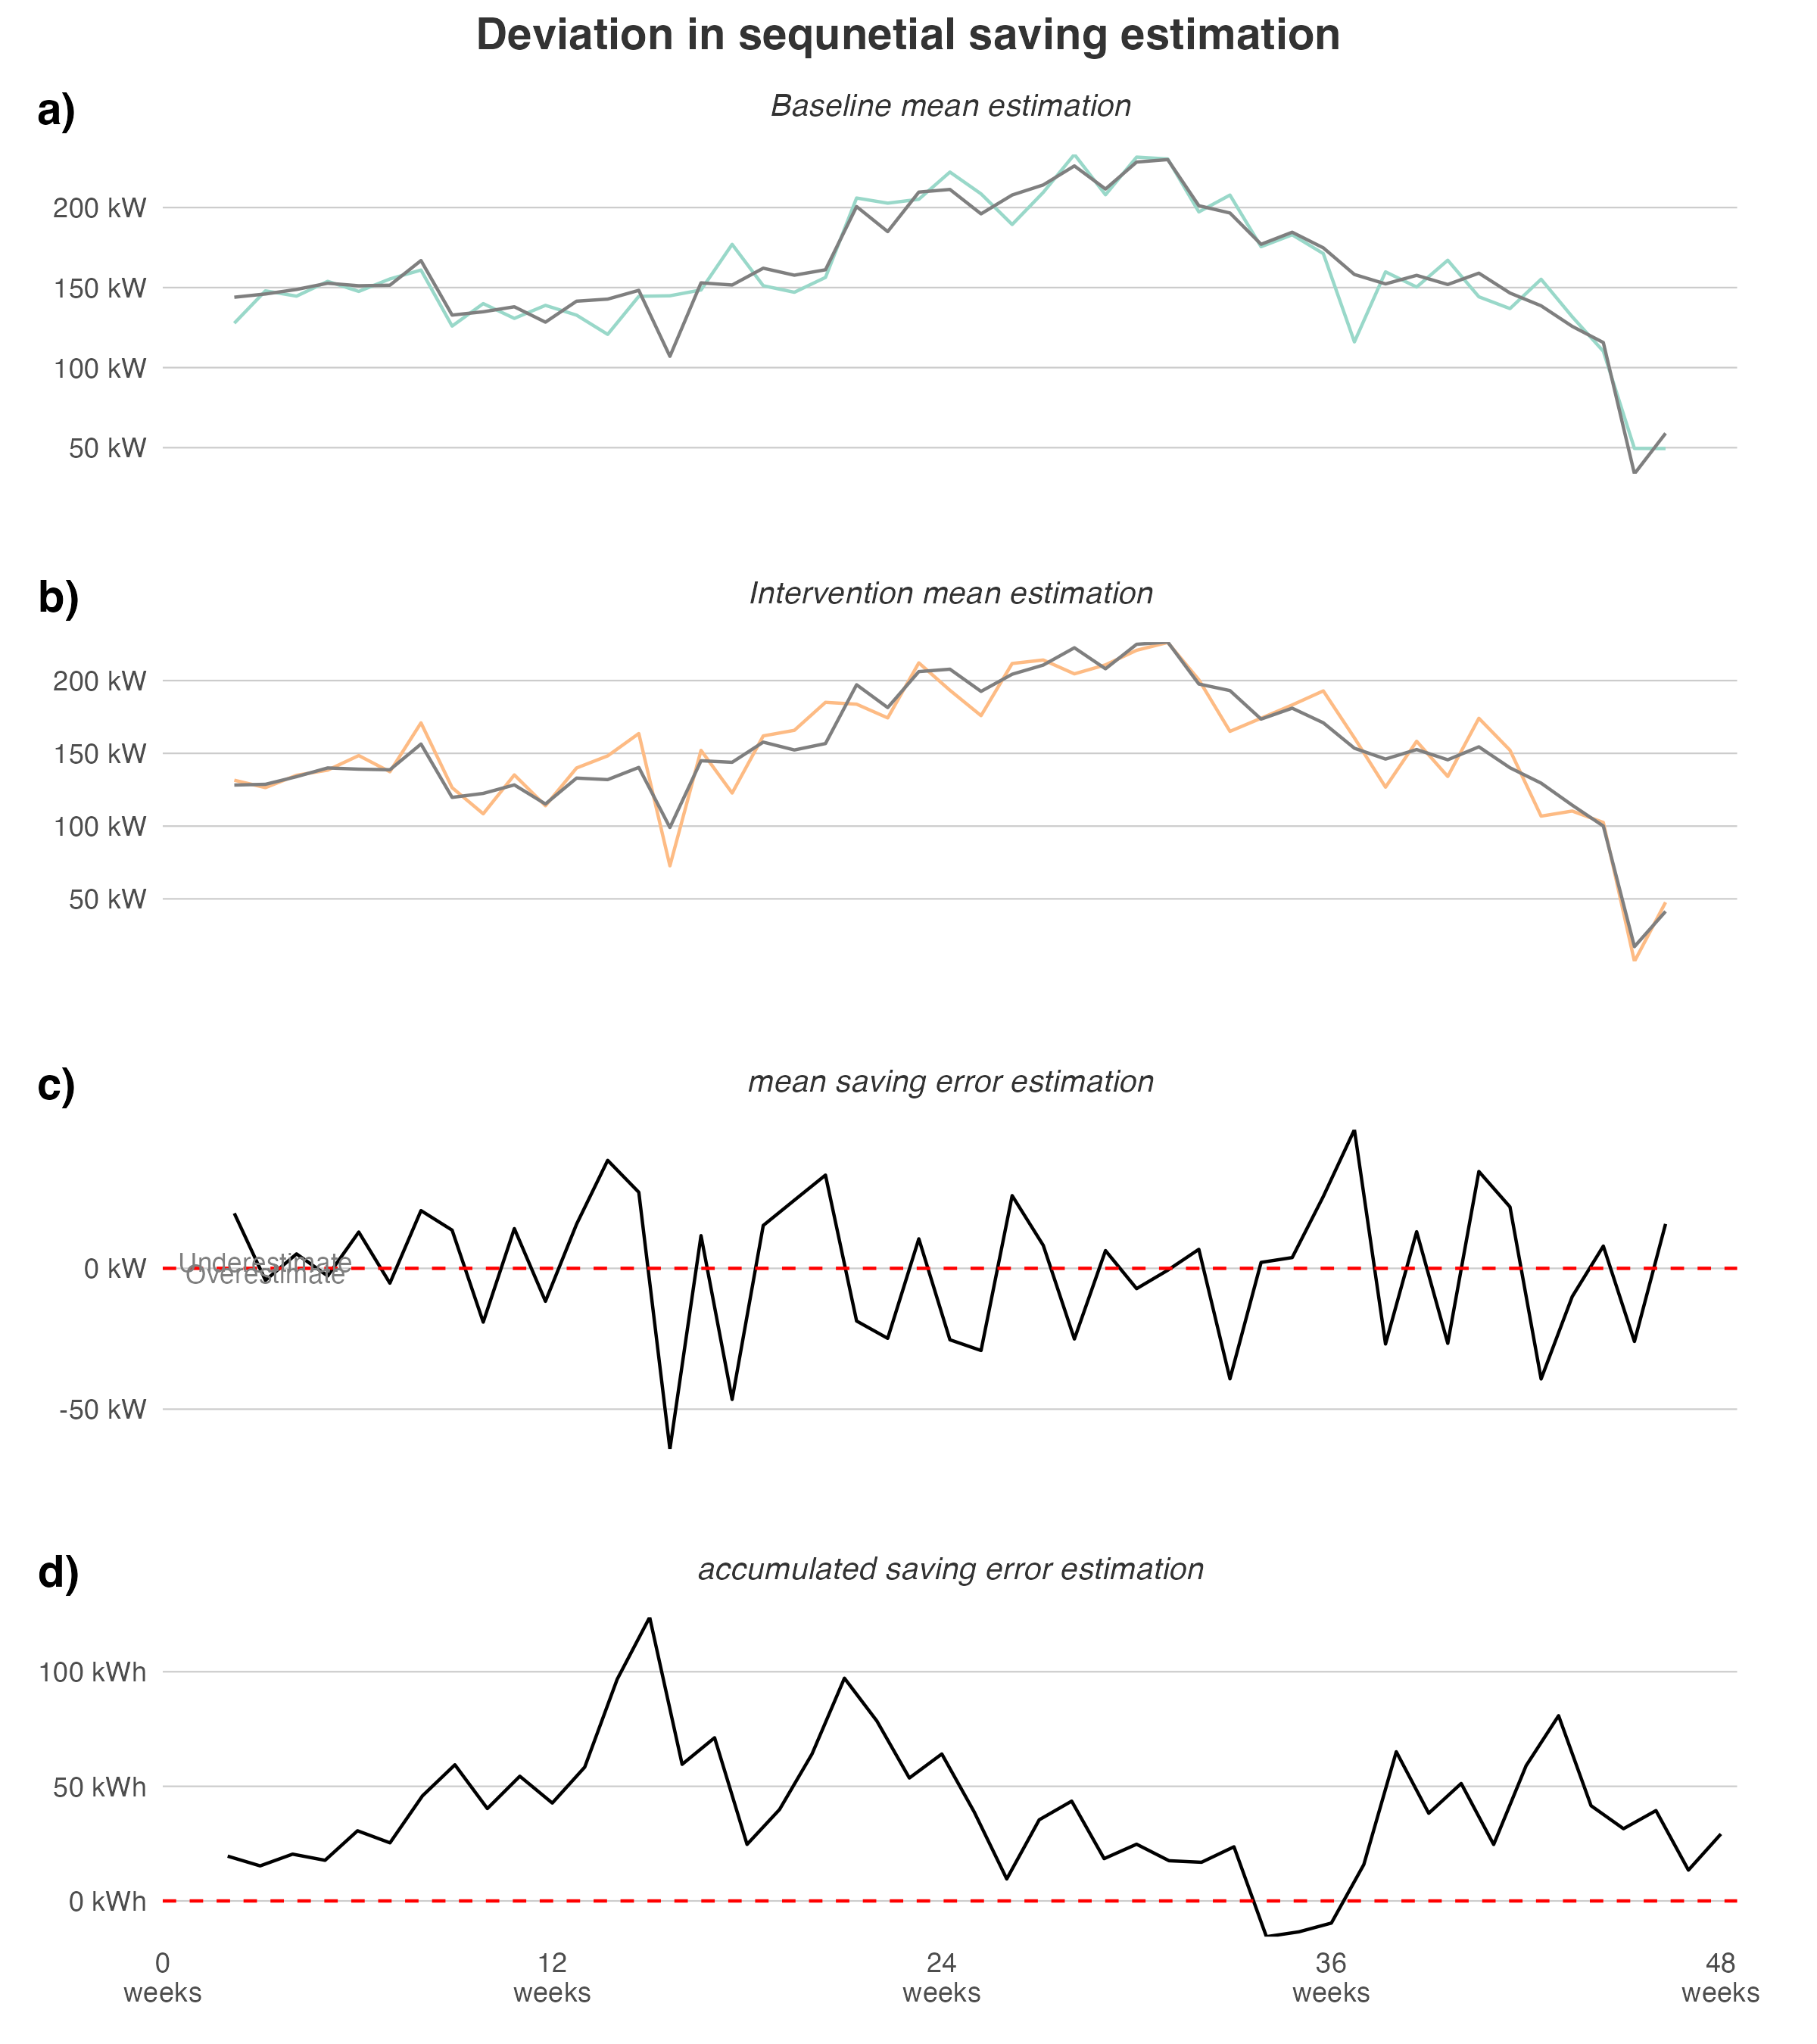 Deviation in sequnetial saving estimation
a)
Baseline mean estimation
200 kW
150 kW
100 kW
50 kW
b)
Intervention mean estimation
200 kW
150 kW
100 kW
50 kW
c)
mean saving error estimation
Underestimate
0 kW
Overestimate
-50 kW
d)
accumulated saving error estimation
100 kWh
50 kWh
0 kWh
0 12 24 36 48
weeks weeks weeks weeks weeks